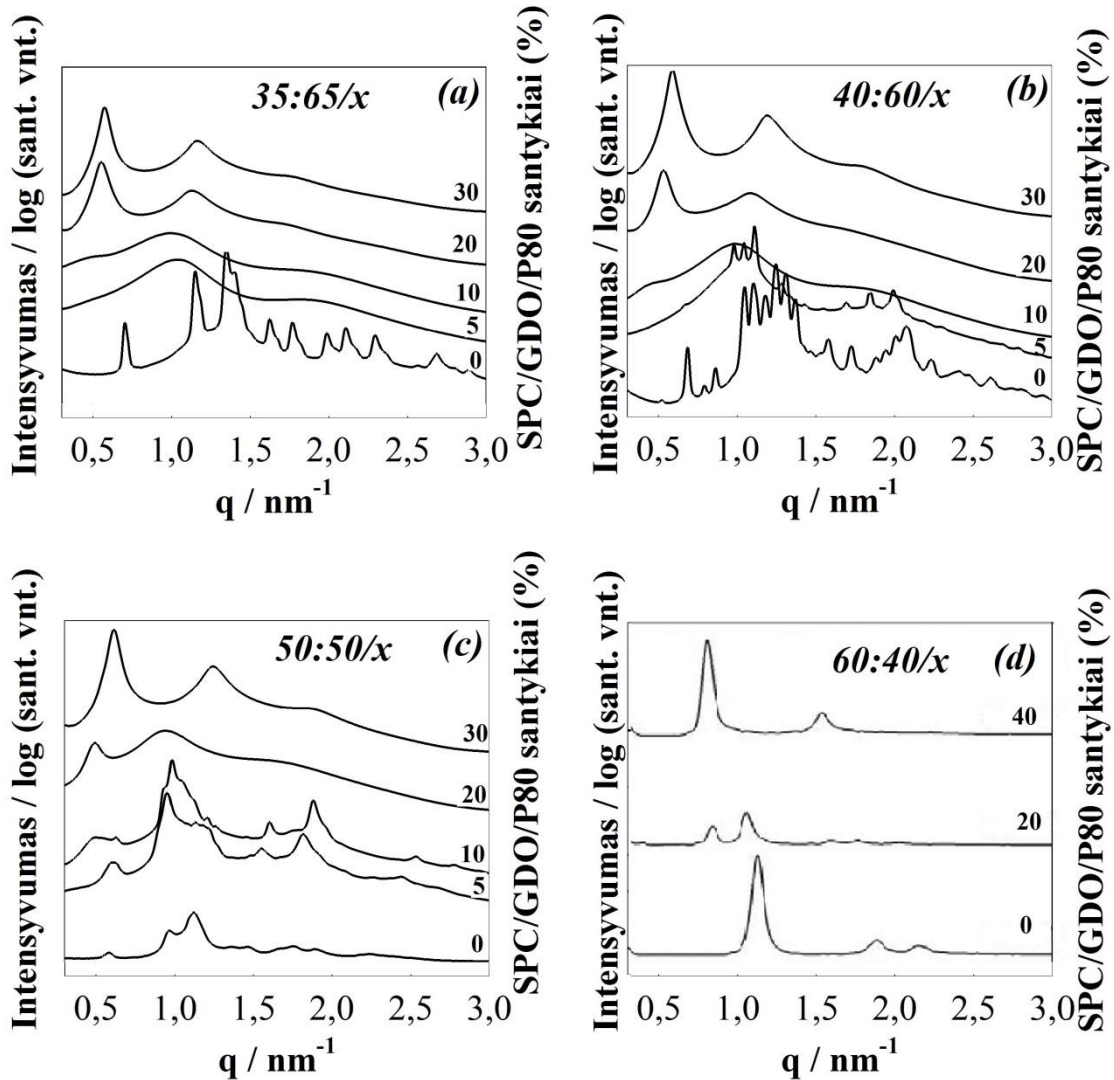 Intensyvumas / log (sant. vnt.)
35:65/x
(a)
30
20
10
5
0
SPC/GDO/P80 santykiai (%)
0,5 1,0 1,5 2,0 2,5 3,0
q / nm⁻¹
Intensyvumas / log (sant. vnt.)
40:60/x
(b)
30
20
10
5
0
SPC/GDO/P80 santykiai (%)
0,5 1,0 1,5 2,0 2,5 3,0
q / nm⁻¹
Intensyvumas / log (sant. vnt.)
50:50/x
(c)
30
20
10
5
0
SPC/GDO/P80 santykiai (%)
0,5 1,0 1,5 2,0 2,5 3,0
q / nm⁻¹
Intensyvumas / log (sant. vnt.)
60:40/x
(d)
40
20
0
SPC/GDO/P80 santykiai (%)
0,5 1,0 1,5 2,0 2,5 3,0
q / nm⁻¹